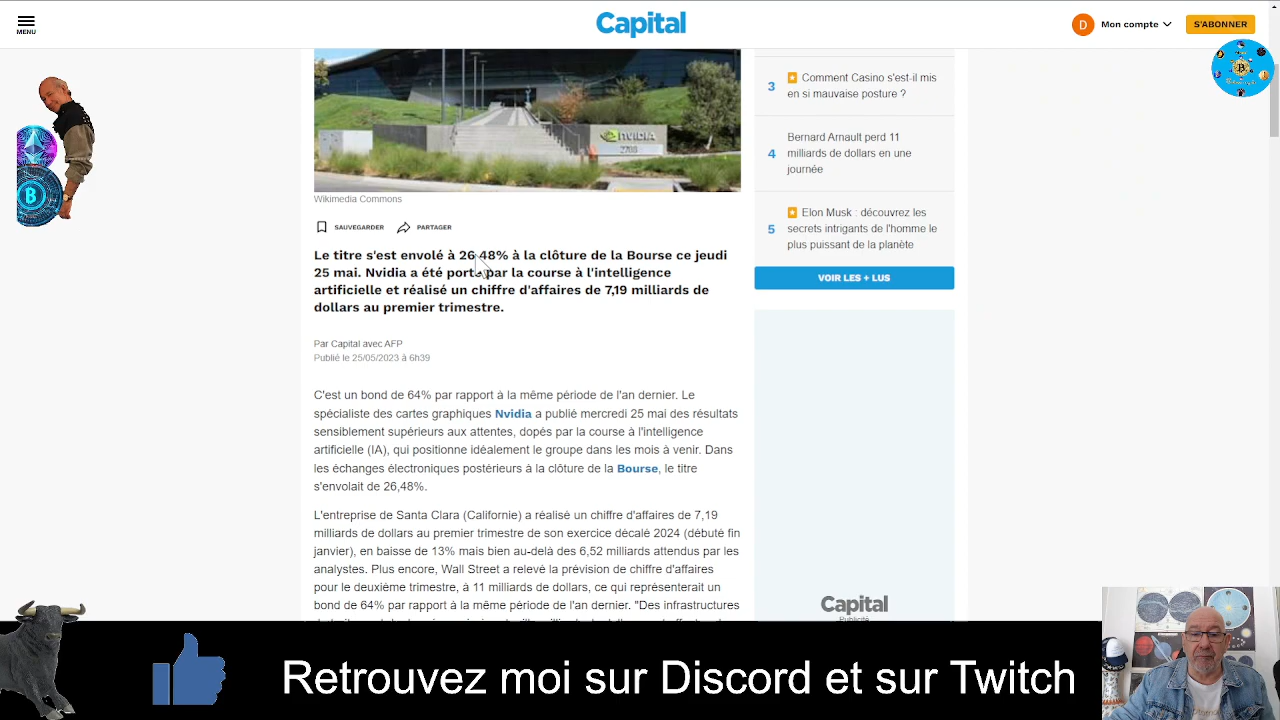 MENU
Capital
D
Mon compte
S'ABONNER
NVIDIA
2788
Wikimedia Commons
SAUVEGARDER
PARTAGER
Le titre s'est envolé à 26,48% à la clôture de la Bourse ce jeudi
25 mai. Nvidia a été porté par la course à l'intelligence
artificielle et réalisé un chiffre d'affaires de 7,19 milliards de
dollars au premier trimestre.
Par Capital avec AFP
Publié le 25/05/2023 à 6h39
C'est un bond de 64% par rapport à la même période de l'an dernier. Le
spécialiste des cartes graphiques Nvidia a publié mercredi 25 mai des résultats
sensiblement supérieurs aux attentes, dopés par la course à l'intelligence
artificielle (IA), qui positionne idéalement le groupe dans les mois à venir. Dans
les échanges électroniques postérieurs à la clôture de la Bourse, le titre
s'envolait de 26,48%.
L'entreprise de Santa Clara (Californie) a réalisé un chiffre d'affaires de 7,19
milliards de dollars au premier trimestre de son exercice décalé 2024 (débuté fin
janvier), en baisse de 13% mais bien au-delà des 6,52 milliards attendus par les
analystes. Plus encore, Wall Street a relevé la prévision de chiffre d'affaires
pour le deuxième trimestre, à 11 milliards de dollars, ce qui représenterait un
bond de 64% par rapport à la même période de l'an dernier. "Des infrastructures
3
Comment Casino s'est-il mis
en si mauvaise posture ?
4
Bernard Arnault perd 11
milliards de dollars en une
journée
5
Elon Musk : découvrez les
secrets intrigants de l'homme le
plus puissant de la planète
VOIR LES + LUS
Capital
Publicité
Retrouvez moi sur Discord et sur Twitch